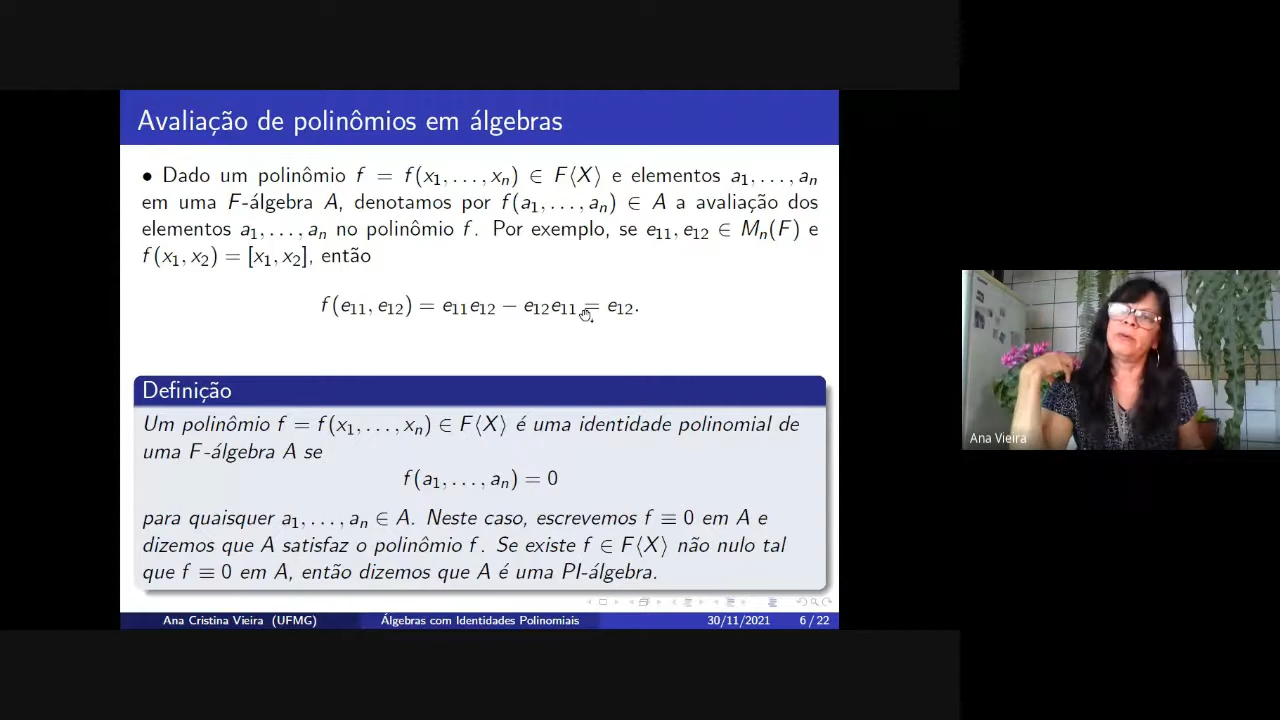 Avaliação de polinômios em álgebras
• Dado um polinômio f = f(x₁, . . . , xₙ) ∈ F⟨X⟩ e elementos a₁, . . . , aₙ
em uma F-álgebra A, denotamos por f(a₁, . . . , aₙ) ∈ A a avaliação dos
elementos a₁, . . . , aₙ no polinômio f. Por exemplo, se e₁₁, e₁₂ ∈ Mₙ(F) e
f(x₁, x₂) = [x₁, x₂], então
f(e₁₁, e₁₂) = e₁₁e₁₂ − e₁₂e₁₁ = e₁₂.
Definição
Um polinômio f = f(x₁, . . . , xₙ) ∈ F⟨X⟩ é uma identidade polinomial de
uma F-álgebra A se
f(a₁, . . . , aₙ) = 0
para quaisquer a₁, . . . , aₙ ∈ A. Neste caso, escrevemos f ≡ 0 em A e
dizemos que A satisfaz o polinômio f. Se existe f ∈ F⟨X⟩ não nulo tal
que f ≡ 0 em A, então dizemos que A é uma PI-álgebra.
Ana Cristina Vieira (UFMG) Álgebras com Identidades Polinomiais 30/11/2021 6 / 22
Ana Vieira